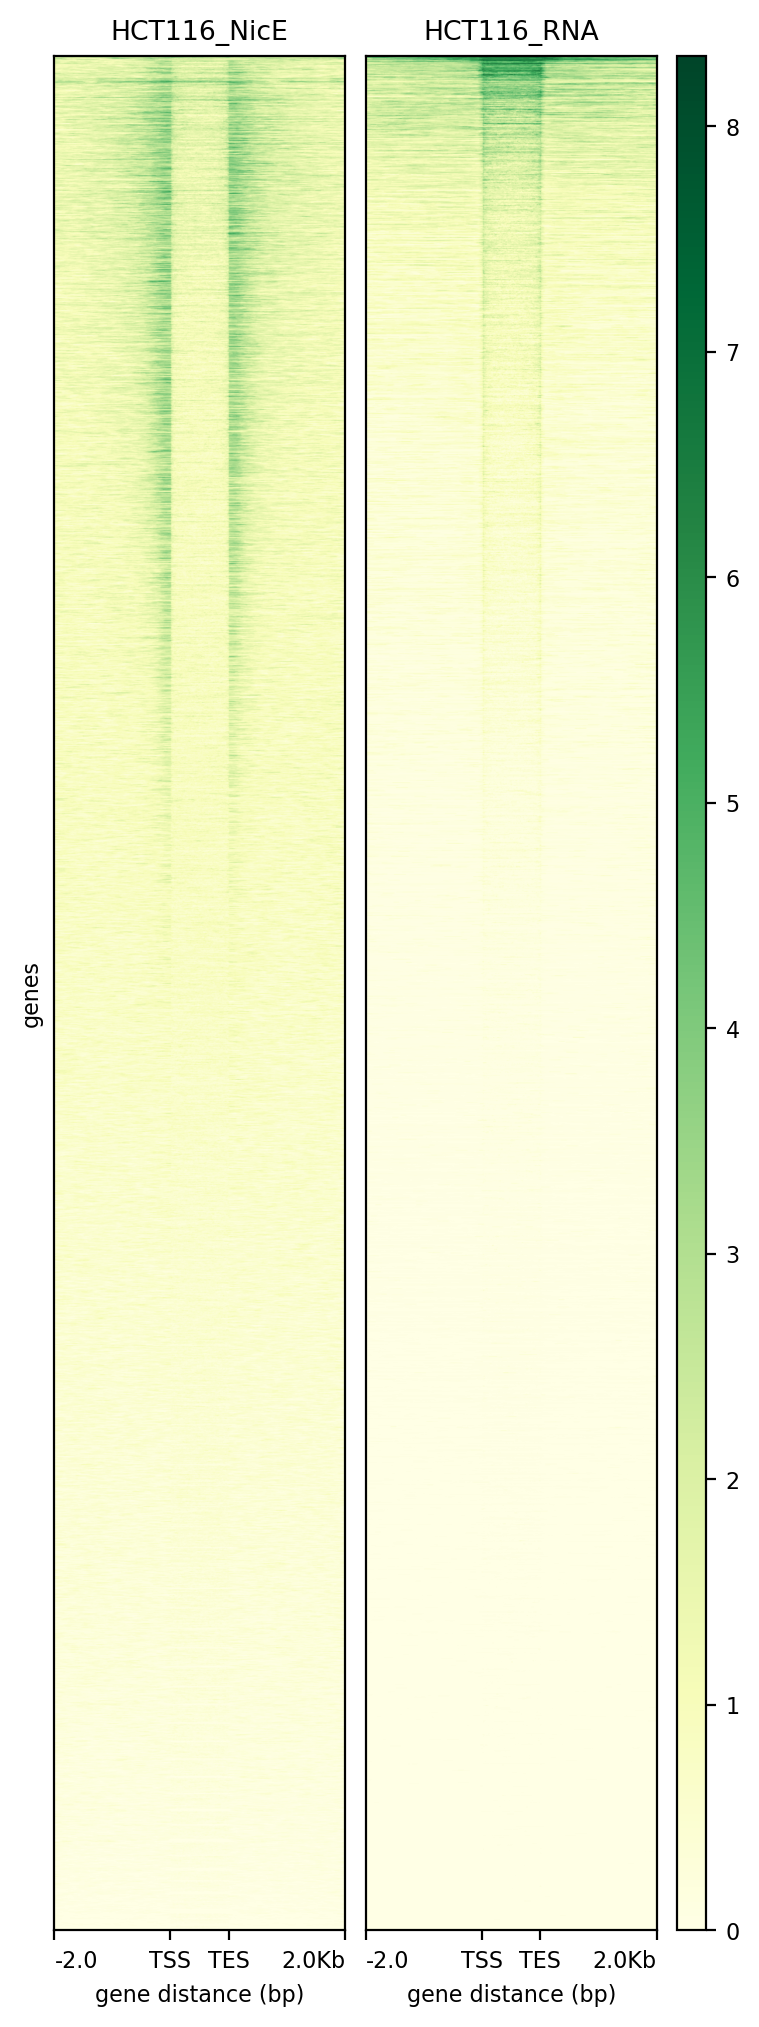 HCT116_NicE
HCT116_RNA
8
7
6
5
4
3
2
1
0
genes
-2.0 TSS TES 2.0Kb
gene distance (bp)
-2.0 TSS TES 2.0Kb
gene distance (bp)